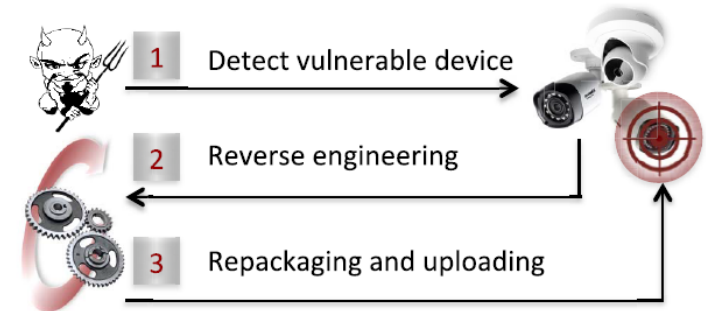 1 Detect vulnerable device
2 Reverse engineering
3 Repackaging and uploading